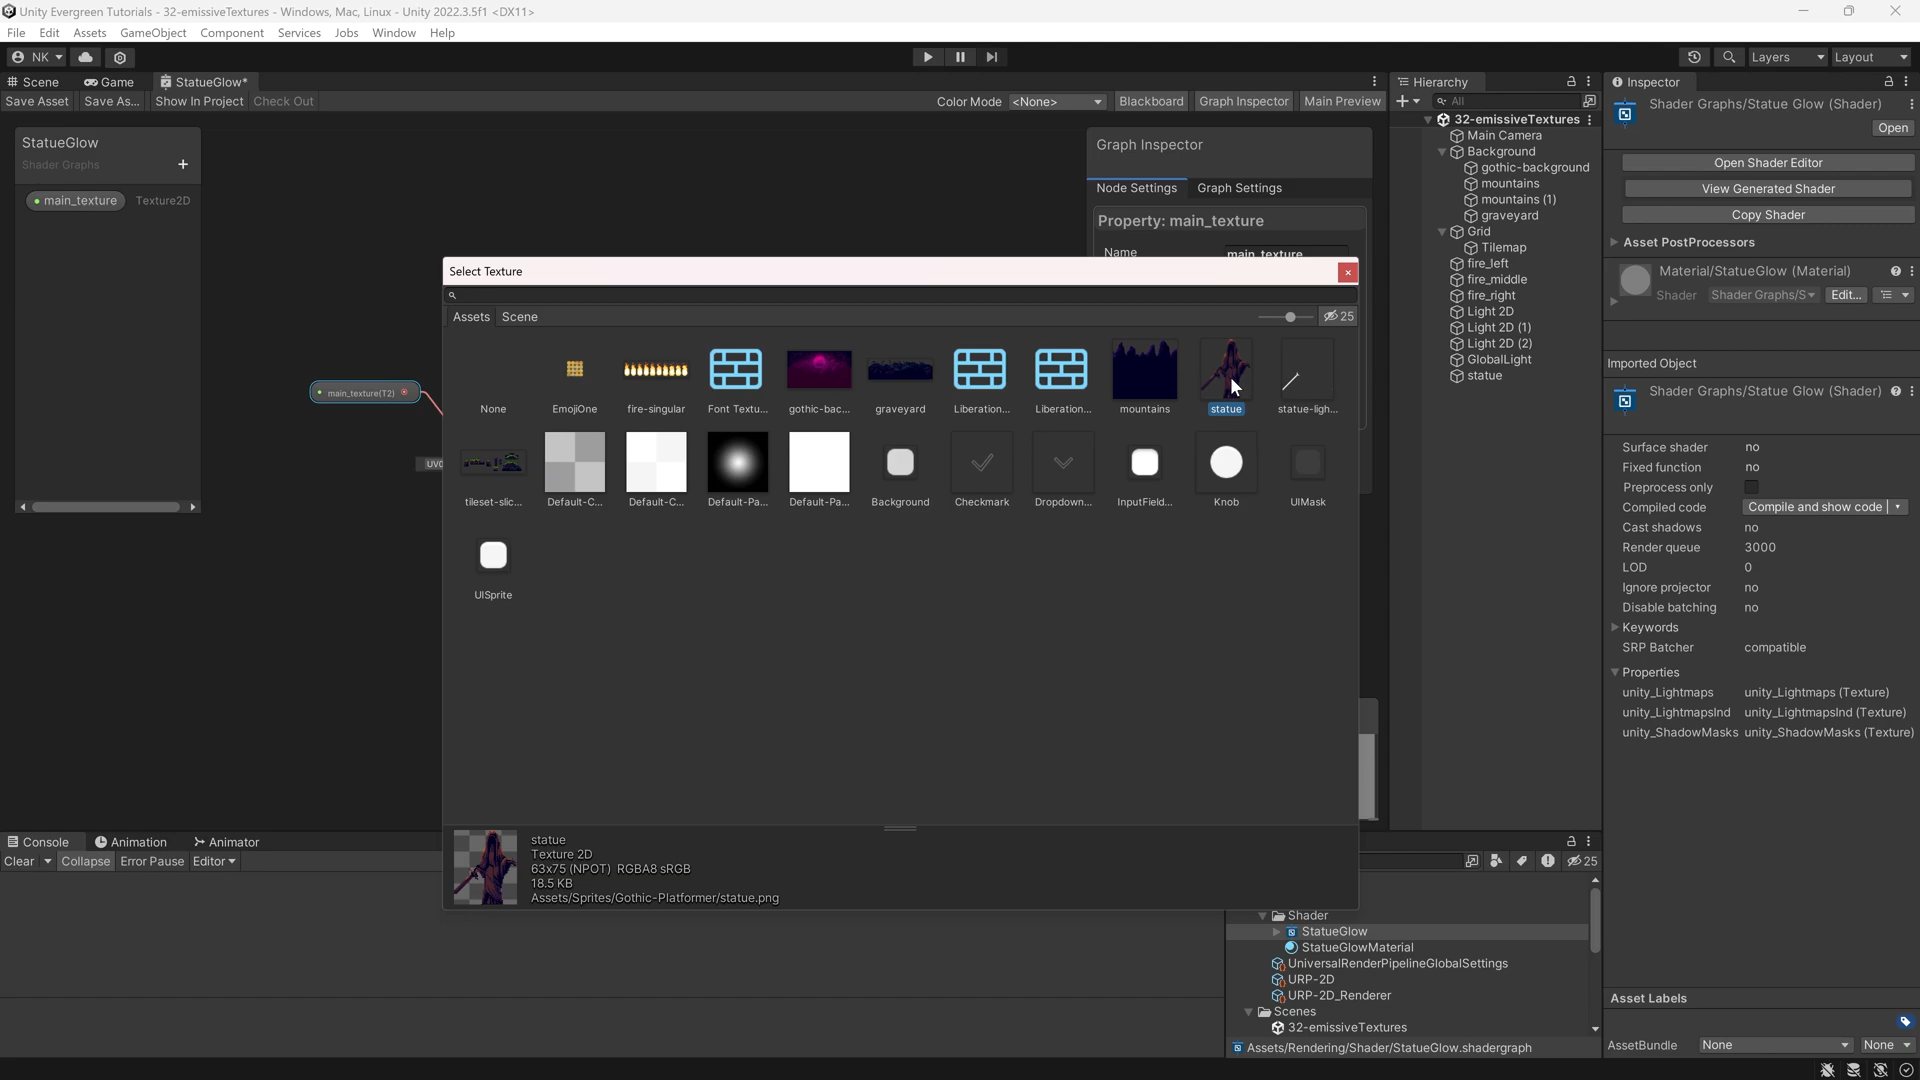 Unity Evergreen Tutorials - 32-emissiveTextures - Windows, Mac, Linux - Unity 2022.3.5f1 <DX11>
File Edit Assets GameObject Component Services Jobs Window Help
NK Layers Layout
Scene Game StatueGlow* Hierarchy Inspector
Save Asset Save As... Show In Project Check Out Color Mode <None> Blackboard Graph Inspector Main Preview All
StatueGlow
Shader Graphs
main_texture Texture2D
main_texture(T2)
UV0
Graph Inspector
Node Settings Graph Settings
Property: main_texture
Name main_texture
Select Texture
Assets Scene 25
None EmojiOne fire-singular Font Textu... gothic-bac... graveyard Liberation... Liberation... mountains statue statue-ligh...
tileset-slic... Default-C... Default-C... Default-Pa... Default-Pa... Background Checkmark Dropdown... InputField... Knob UIMask
UISprite
statue
Texture 2D
63x75 (NPOT) RGBA8 sRGB
18.5 KB
Assets/Sprites/Gothic-Platformer/statue.png
32-emissiveTextures
Main Camera
Background
gothic-background
mountains
mountains (1)
graveyard
Grid
Tilemap
fire_left
fire_middle
fire_right
Light 2D
Light 2D (1)
Light 2D (2)
GlobalLight
statue
Shader Graphs/Statue Glow (Shader)
Open
Open Shader Editor
View Generated Shader
Copy Shader
Asset PostProcessors
Material/StatueGlow (Material)
Shader Shader Graphs/S Edit...
Imported Object
Shader Graphs/Statue Glow (Shader)
Surface shader no
Fixed function no
Preprocess only
Compiled code Compile and show code
Cast shadows no
Render queue 3000
LOD 0
Ignore projector no
Disable batching no
Keywords
SRP Batcher compatible
Properties
unity_Lightmaps unity_Lightmaps (Texture)
unity_LightmapsInd unity_LightmapsInd (Texture)
unity_ShadowMasks unity_ShadowMasks (Texture)
Console Animation Animator
Clear Collapse Error Pause Editor 25
Shader
StatueGlow
StatueGlowMaterial
UniversalRenderPipelineGlobalSettings
URP-2D
URP-2D_Renderer
Scenes
32-emissiveTextures
Assets/Rendering/Shader/StatueGlow.shadergraph
Asset Labels
AssetBundle None None